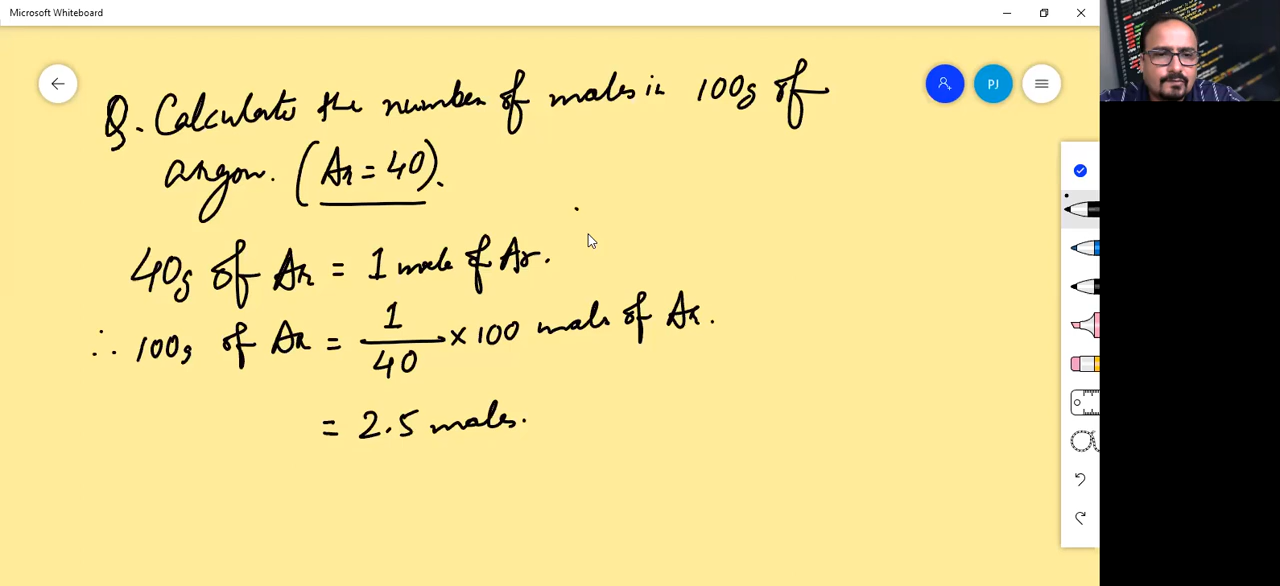 Microsoft Whiteboard
Q. Calculate the number of moles in 100g of
argon. (Ar = 40).
40g of Ar = 1 mole of Ar.
∴ 100g of Ar = 1/40 × 100 moles of Ar.
= 2.5 moles.
PJ